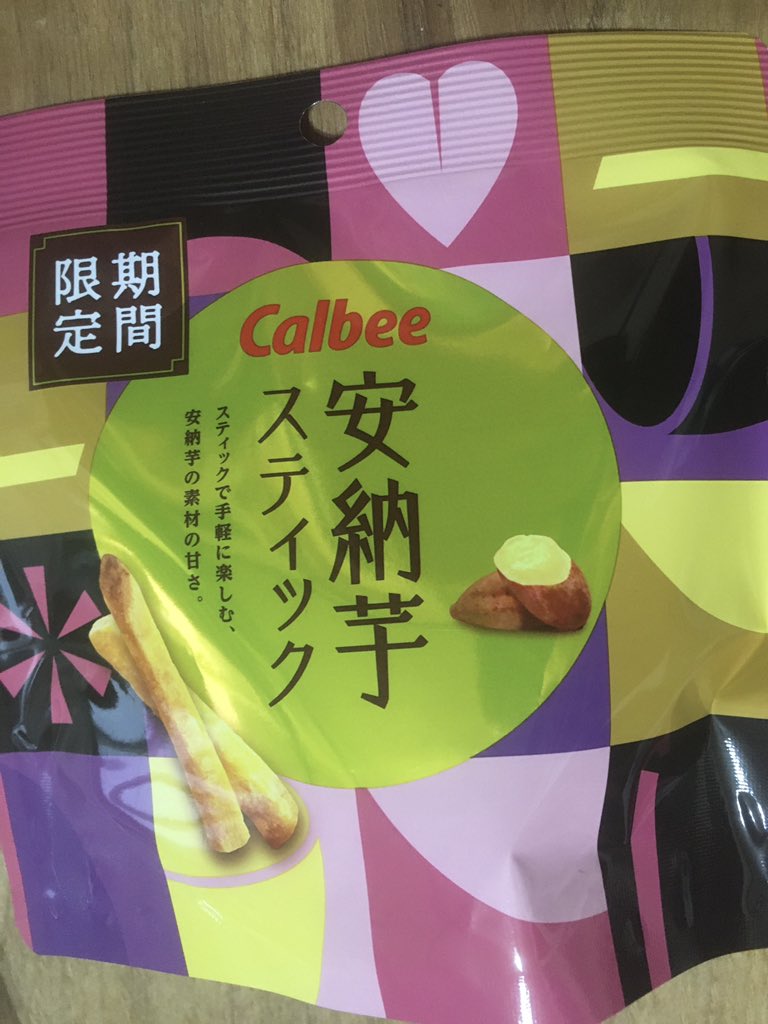 期間
限定
Calbee
安納芋
スティック
スティックで手軽に楽しむ、
安納芋の素材の甘さ。